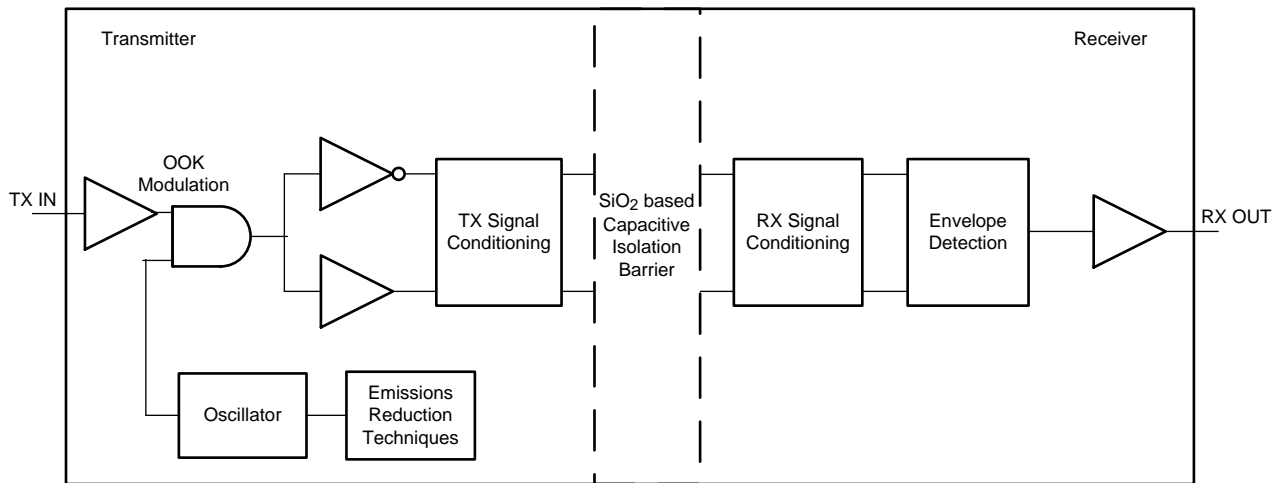 Transmitter
Receiver
OOK
Modulation
TX IN
TX Signal
Conditioning
SiO2 based
Capacitive
Isolation
Barrier
RX Signal
Conditioning
Envelope
Detection
RX OUT
Oscillator
Emissions
Reduction
Techniques